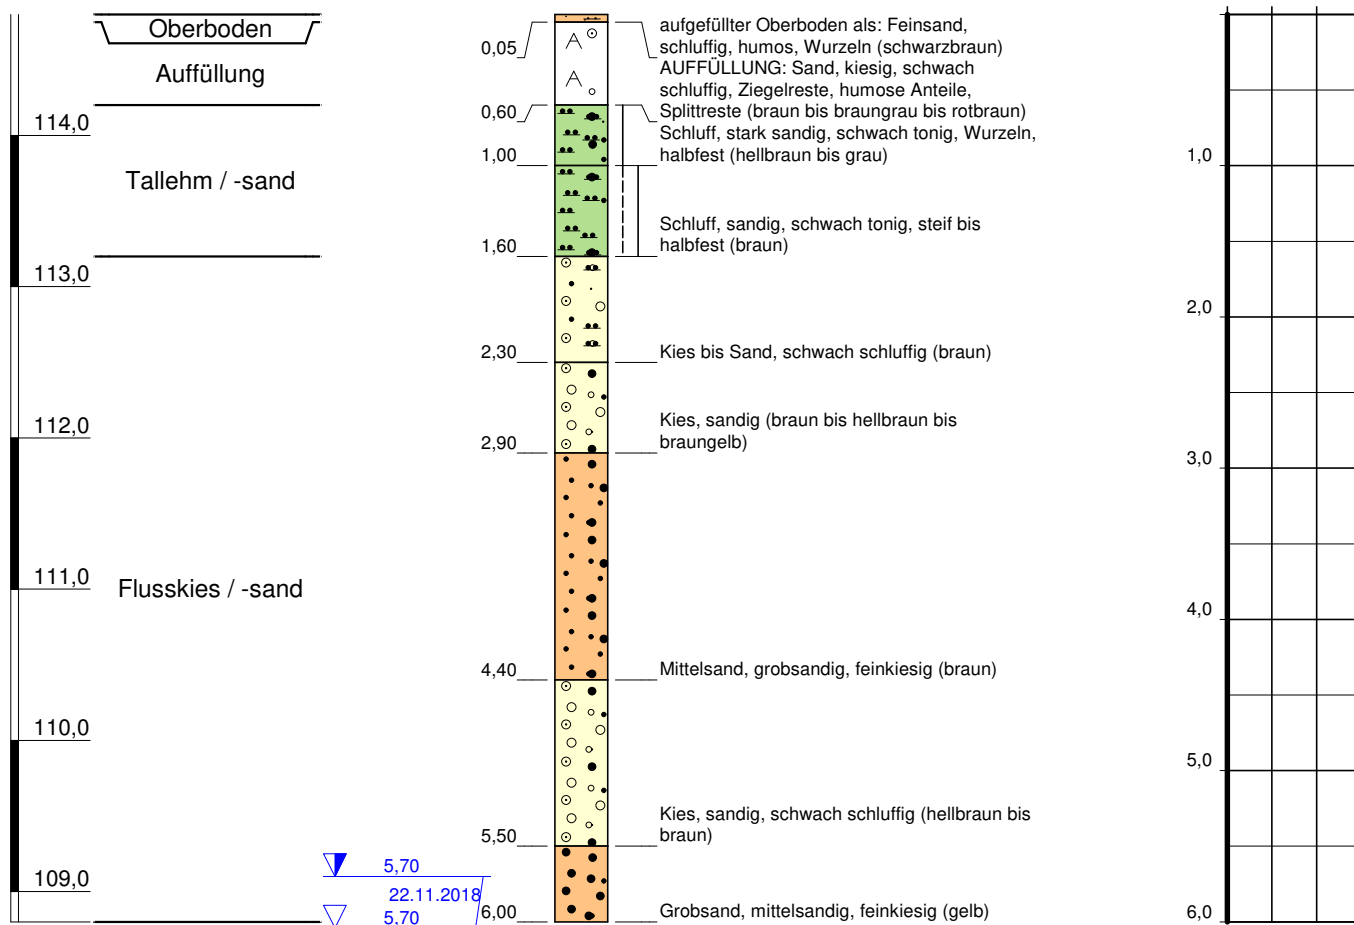 Oberboden
Auffüllung
114,0
Tallehm / -sand
113,0
112,0
111,0
Flusskies / -sand
110,0
109,0
5,70
22.11.2018
5,70
0,05
0,60
1,00
1,60
2,30
2,90
4,40
5,50
6,00
aufgefüllter Oberboden als: Feinsand,
schluffig, humos, Wurzeln (schwarzbraun)
AUFFÜLLUNG: Sand, kiesig, schwach
schluffig, Ziegelreste, humose Anteile,
Splittreste (braun bis braungrau bis rotbraun)
Schluff, stark sandig, schwach tonig, Wurzeln,
halbfest (hellbraun bis grau)
Schluff, sandig, schwach tonig, steif bis
halbfest (braun)
Kies bis Sand, schwach schluffig (braun)
Kies, sandig (braun bis hellbraun bis
braungelb)
Mittelsand, grobsandig, feinkiesig (braun)
Kies, sandig, schwach schluffig (hellbraun bis
braun)
Grobsand, mittelsandig, feinkiesig (gelb)
1,0
2,0
3,0
4,0
5,0
6,0